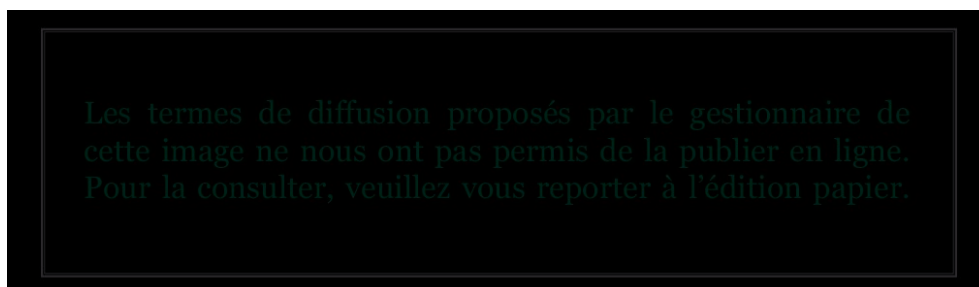 Les termes de diffusion proposés par le gestionnaire de
cette image ne nous ont pas permis de la publier en ligne.
Pour la consulter, veuillez vous reporter à l’édition papier.